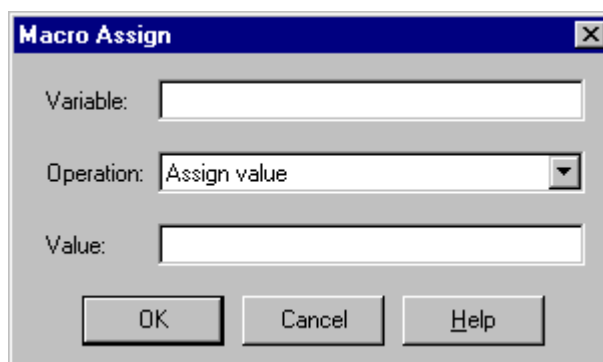 Macro Assign
Variable:
Operation: Assign value
Value:
OK Cancel Help